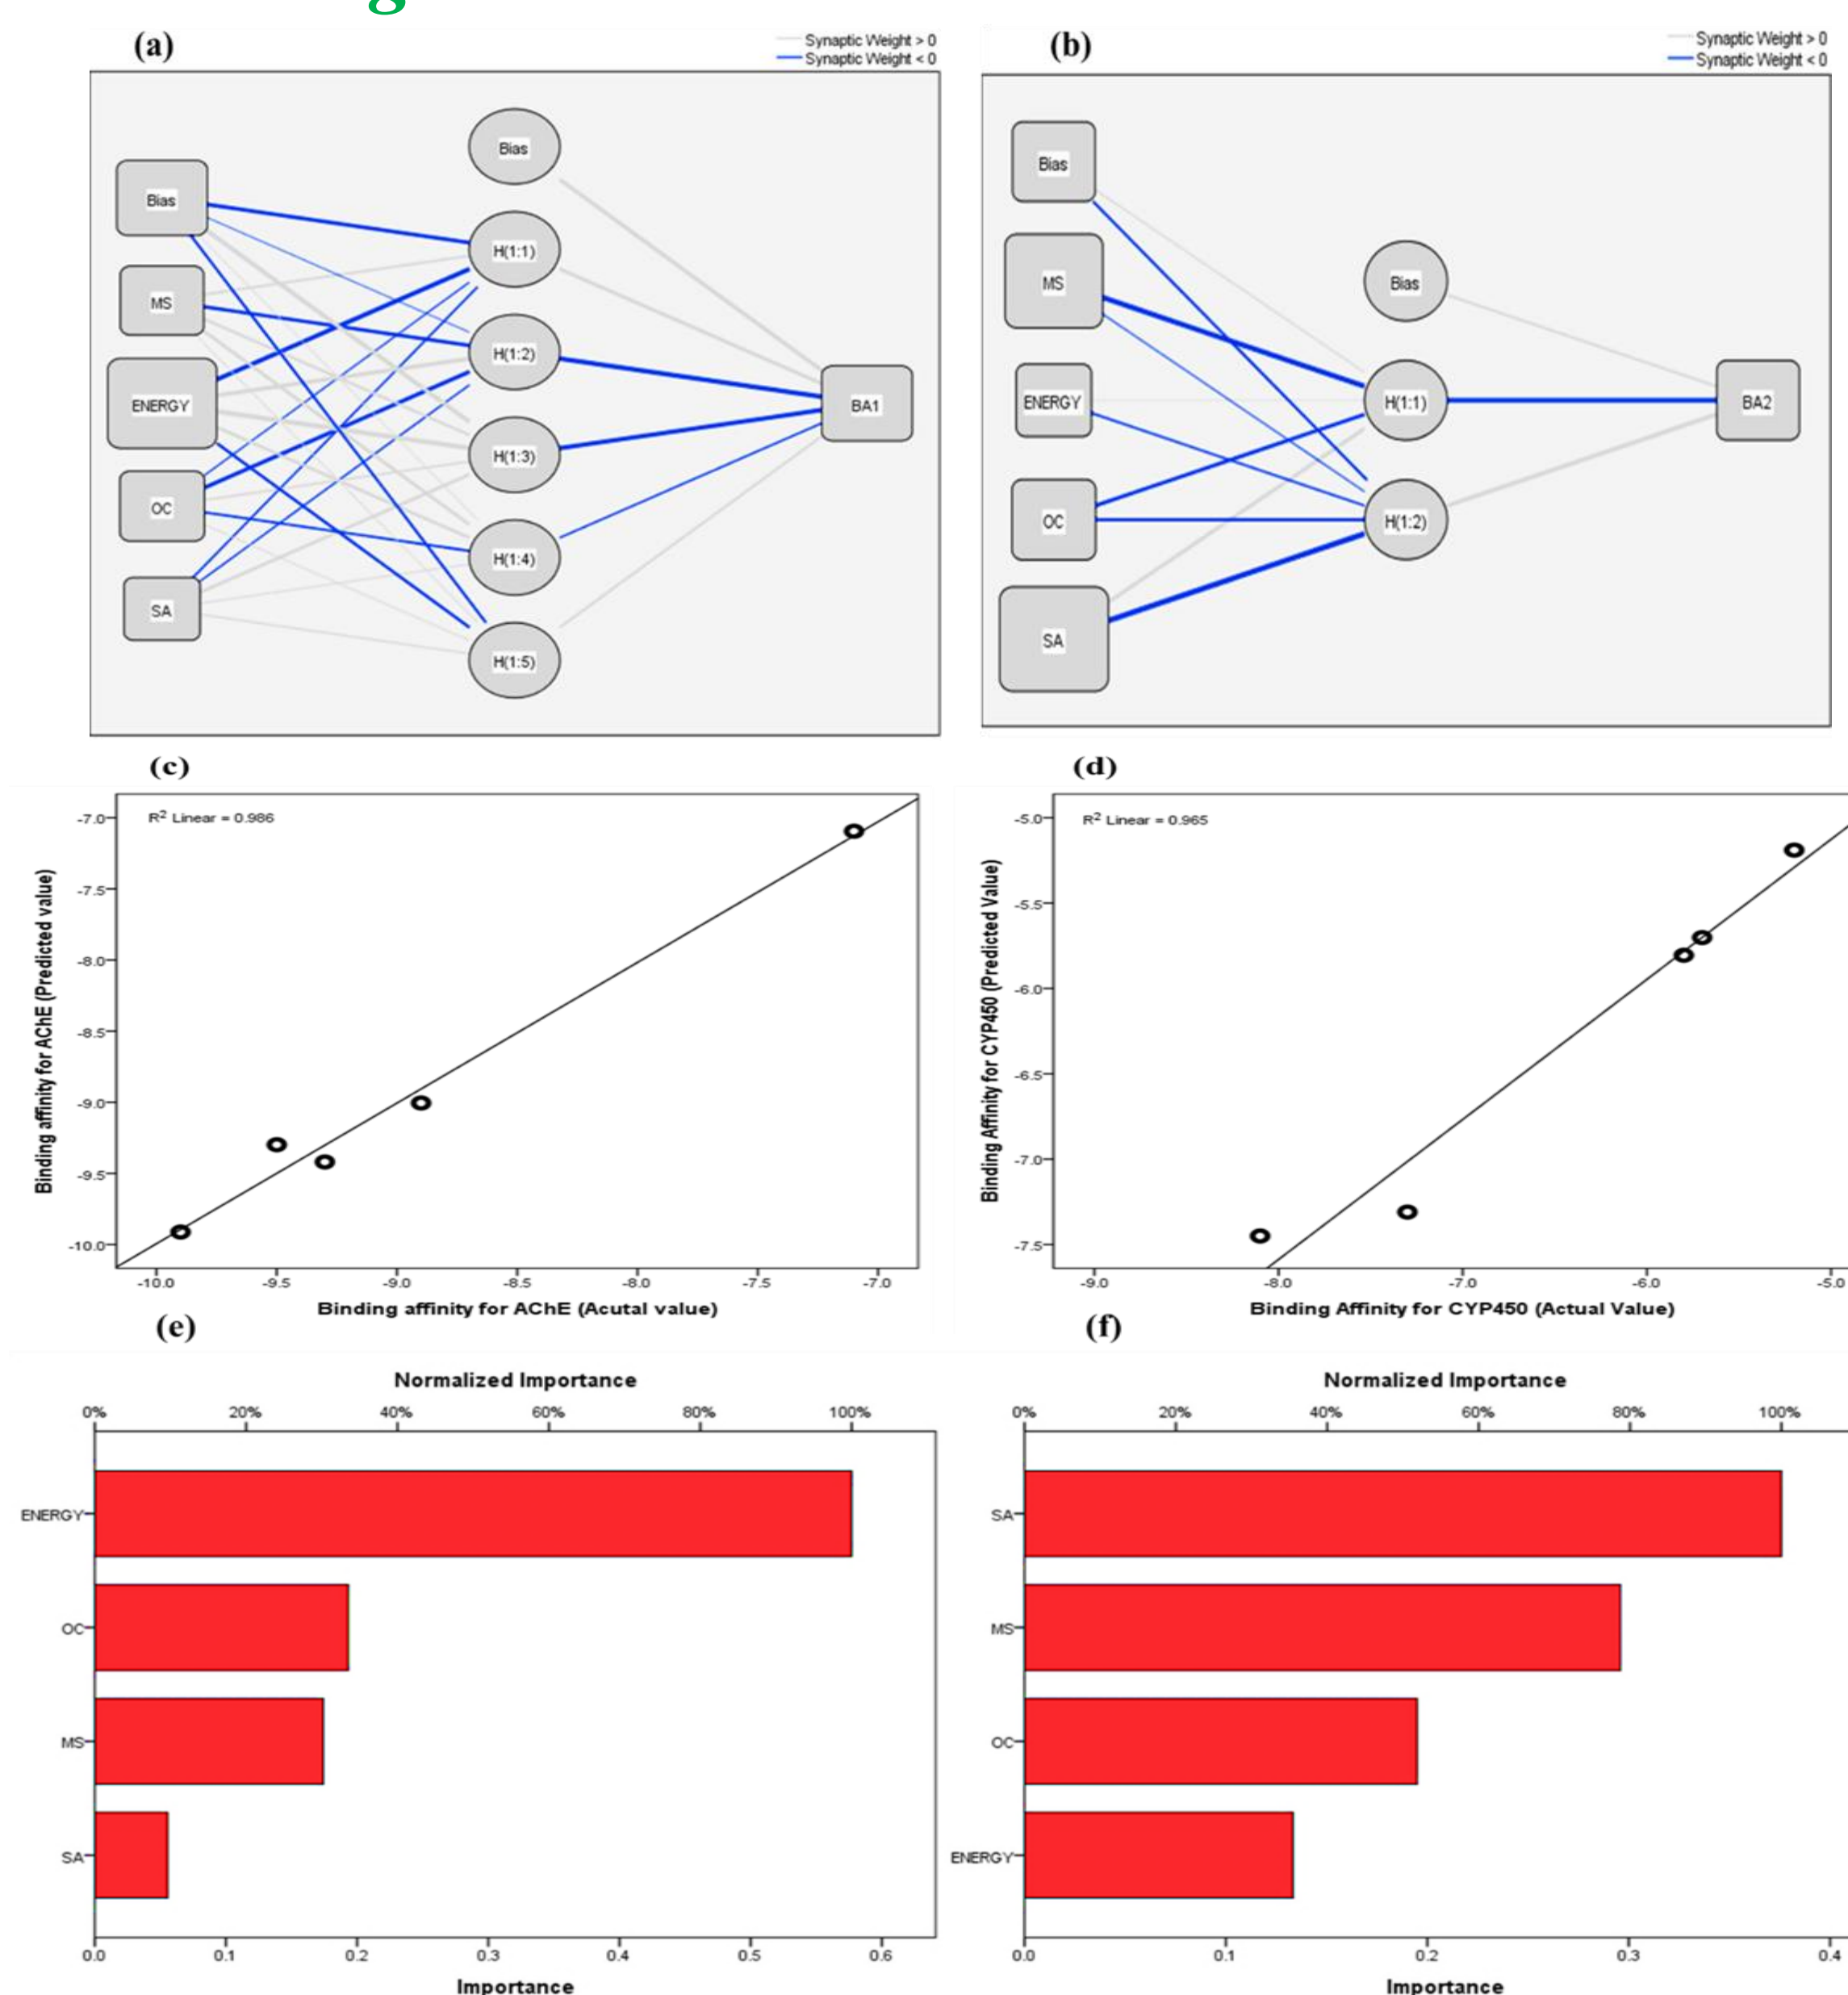 (a)
Synaptic Weight > 0
Synaptic Weight < 0
Bias
MS
ENERGY
OC
SA
Bias
H(1:1)
H(1:2)
H(1:3)
H(1:4)
H(1:5)
BA1
(b)
Synaptic Weight > 0
Synaptic Weight < 0
Bias
MS
ENERGY
OC
SA
Bias
H(1:1)
H(1:2)
BA2
(c)
R2 Linear = 0.986
Binding affinity for AChE (Predicted value)
-7.0
-7.5
-8.0
-8.5
-9.0
-9.5
-10.0
-10.0 -9.5 -9.0 -8.5 -8.0 -7.5 -7.0
Binding affinity for AChE (Acutal value)
(d)
R2 Linear = 0.965
Binding Affinity for CYP450 (Predicted Value)
-5.0
-5.5
-6.0
-6.5
-7.0
-7.5
-9.0 -8.0 -7.0 -6.0 -5.0
Binding Affinity for CYP450 (Actual Value)
(e)
Normalized Importance
0% 20% 40% 60% 80% 100%
ENERGY
OC
MS
SA
0.0 0.1 0.2 0.3 0.4 0.5 0.6
Importance
(f)
Normalized Importance
0% 20% 40% 60% 80% 100%
SA
MS
OC
ENERGY
0.0 0.1 0.2 0.3 0.4
Importance